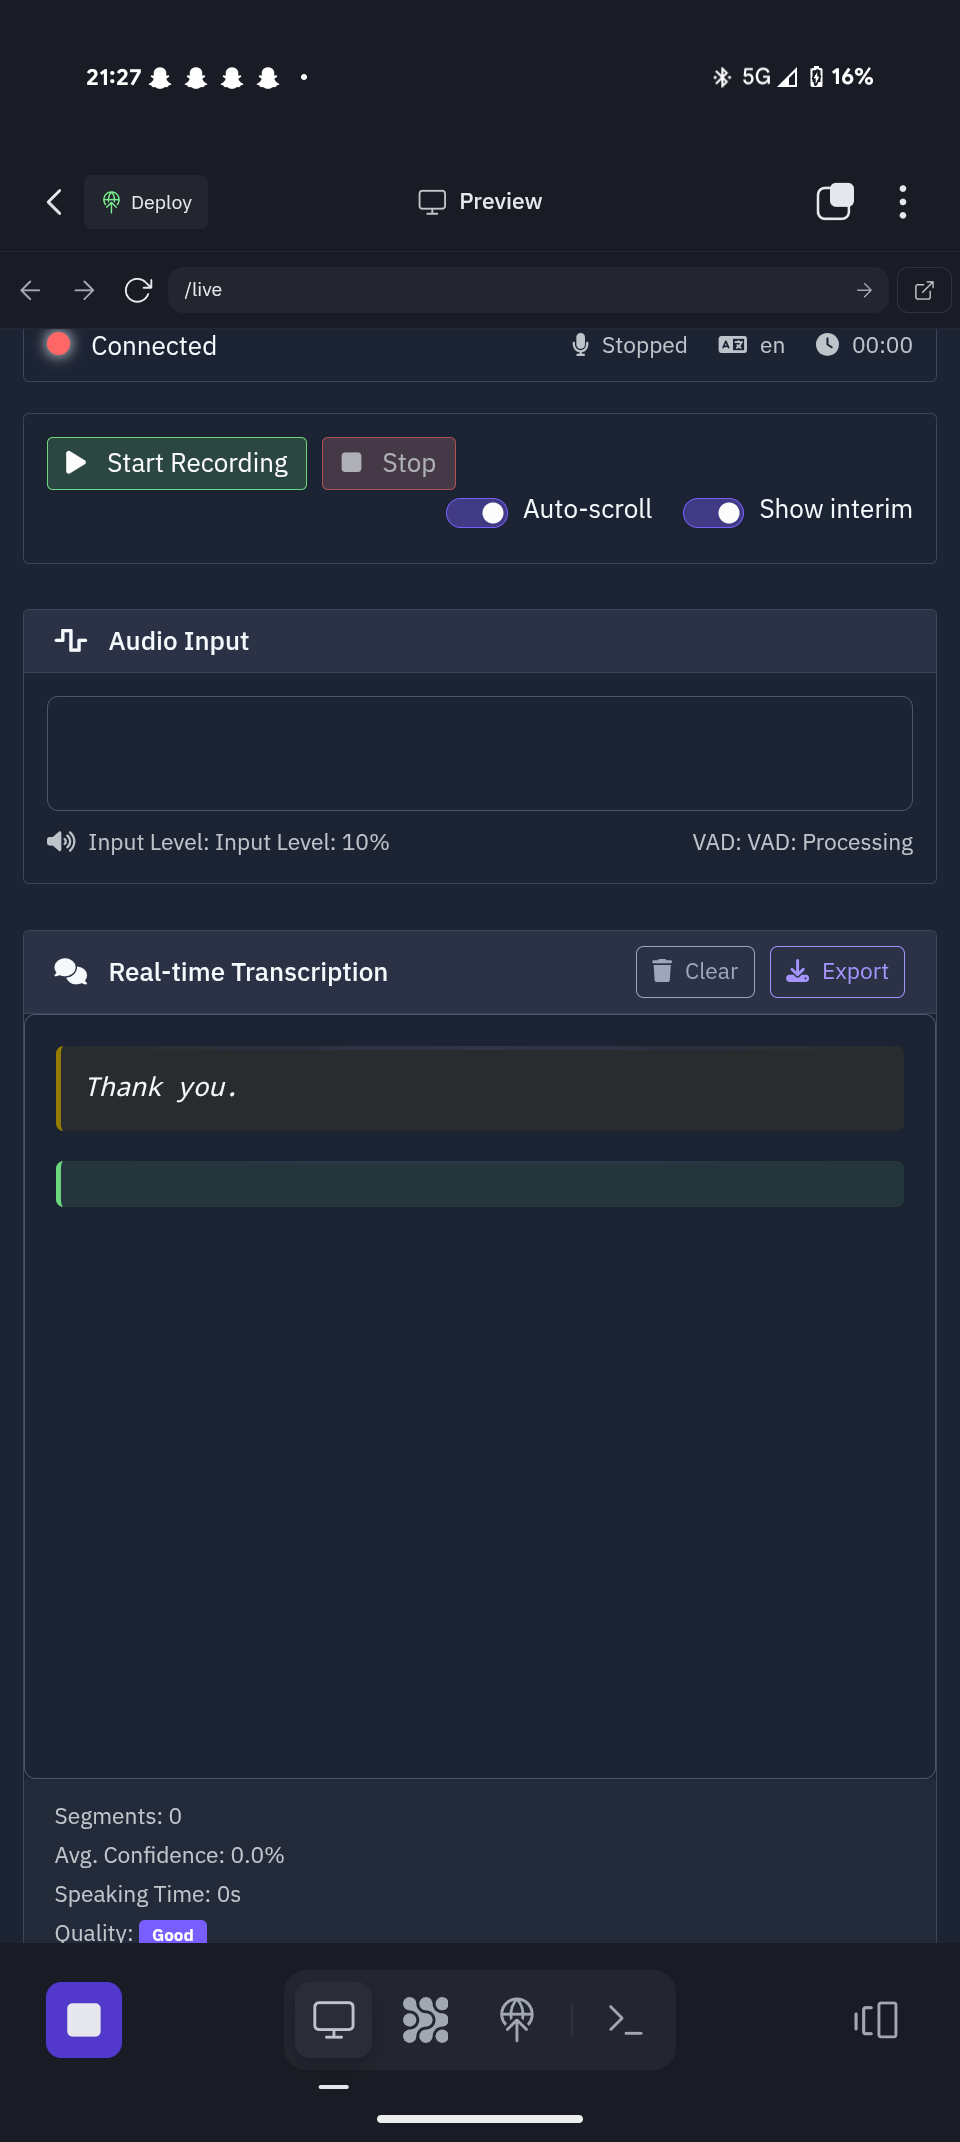 21:27
5G 16%
Deploy
Preview
/live
Connected
Stopped
en
00:00
Start Recording
Stop
Auto-scroll
Show interim
Audio Input
Input Level: Input Level: 10%
VAD: VAD: Processing
Real-time Transcription
Clear
Export
Thank you.
Segments: 0
Avg. Confidence: 0.0%
Speaking Time: 0s
Quality: Good